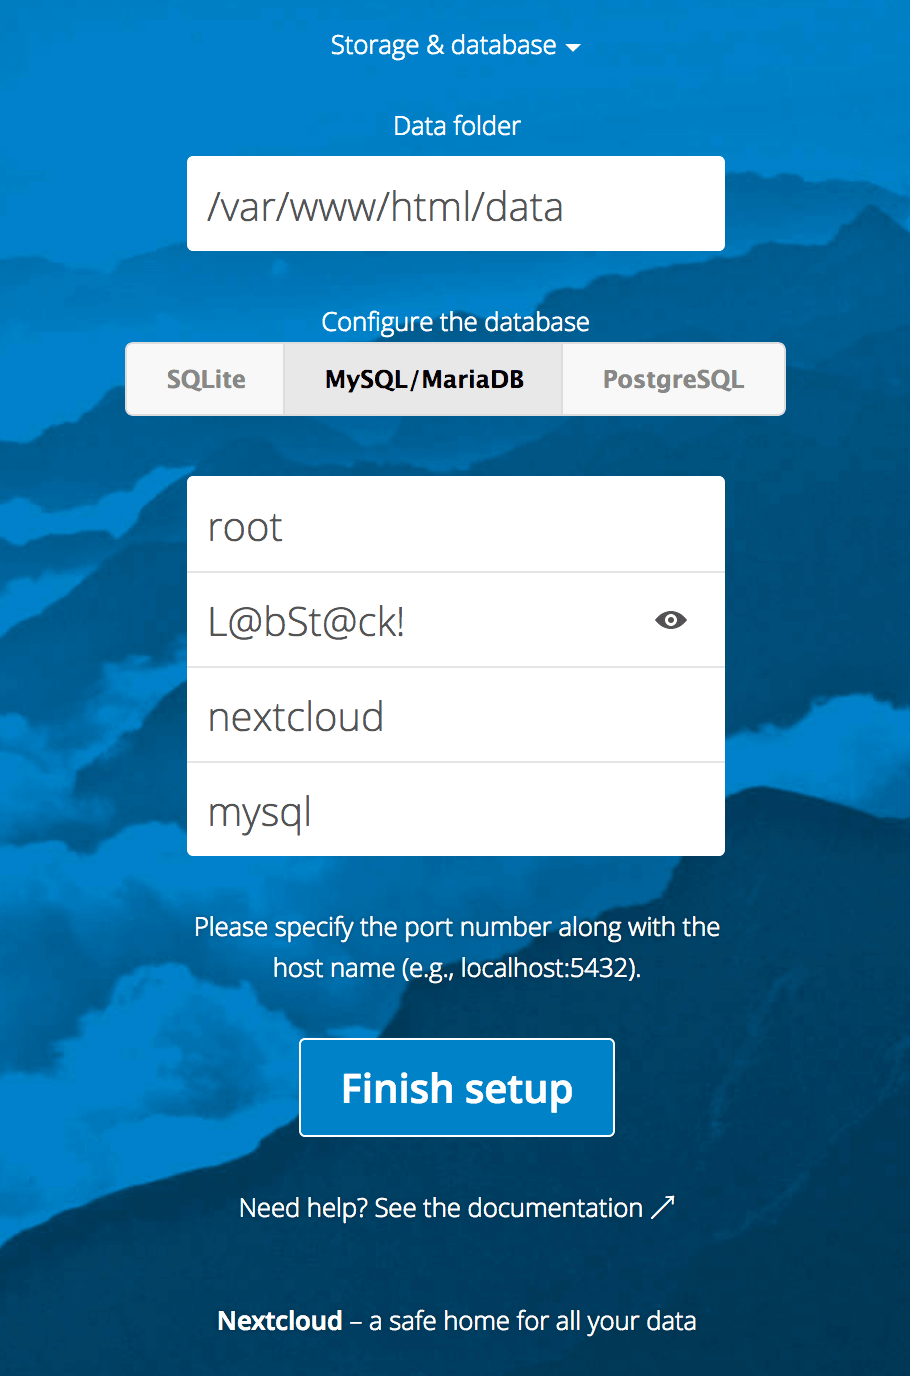 Storage & database
Data folder
/var/www/html/data
Configure the database
SQLite MySQL/MariaDB PostgreSQL
root
L@bSt@ck!
nextcloud
mysql
Please specify the port number along with the
host name (e.g., localhost:5432).
Finish setup
Need help? See the documentation ↗
Nextcloud – a safe home for all your data